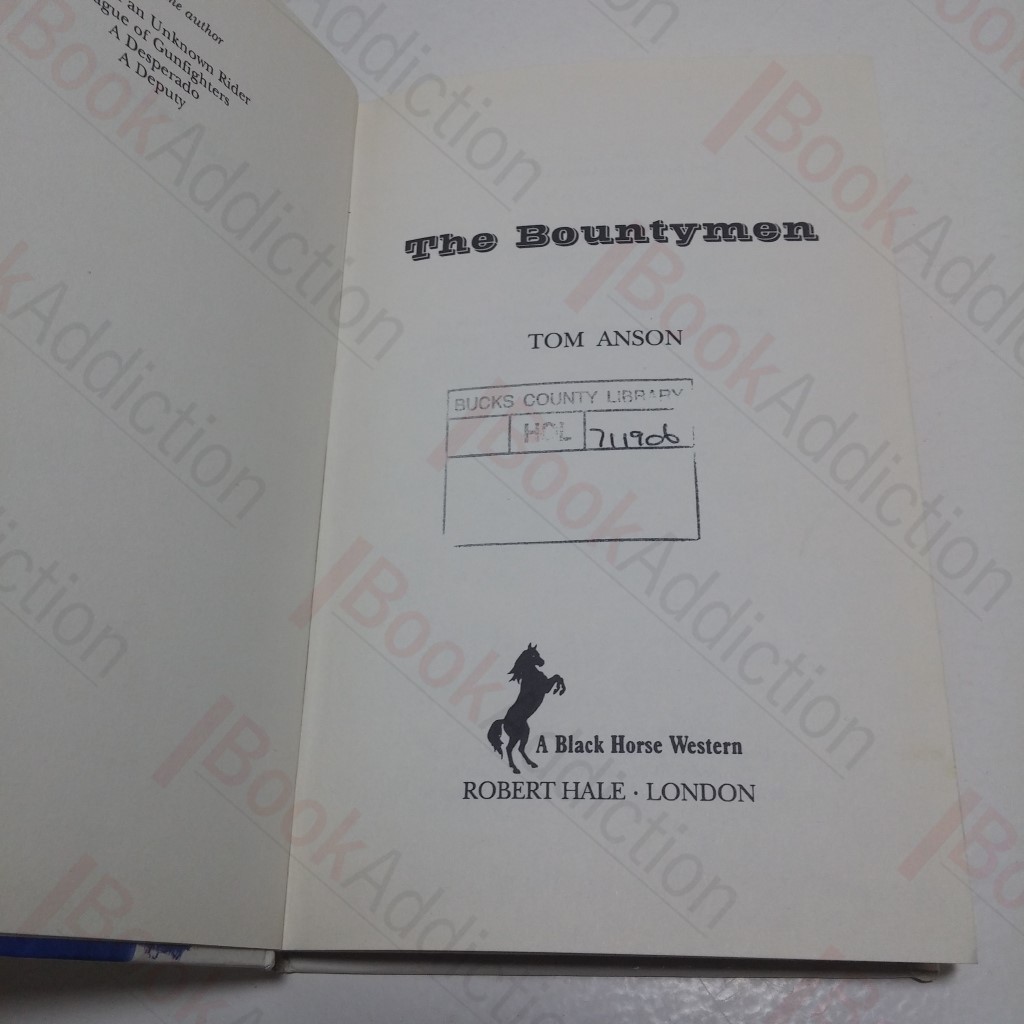 the author
an Unknown Rider
of Gunfighters
A Desperado
A Deputy
The Bountymen
TOM ANSON
BUCKS COUNTY LIBRARY
HCL 711906
A Black Horse Western
ROBERT HALE · LONDON
BookAddiction